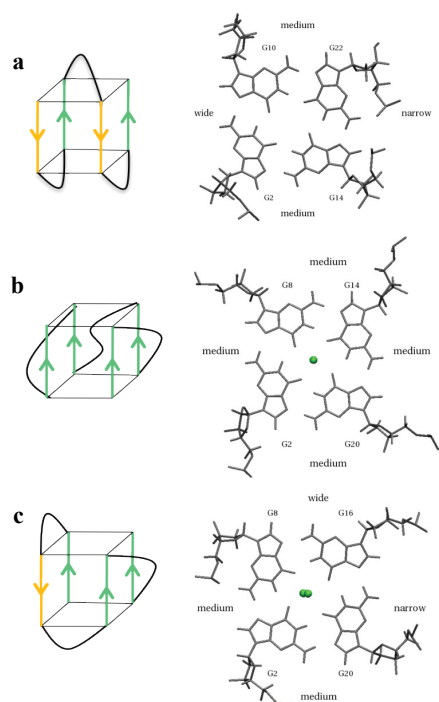 a
medium
G10
G22
wide
narrow
G2
G14
medium
b
medium
G8
G14
medium
medium
G2
G20
medium
c
wide
G8
G16
medium
narrow
G2
G20
medium